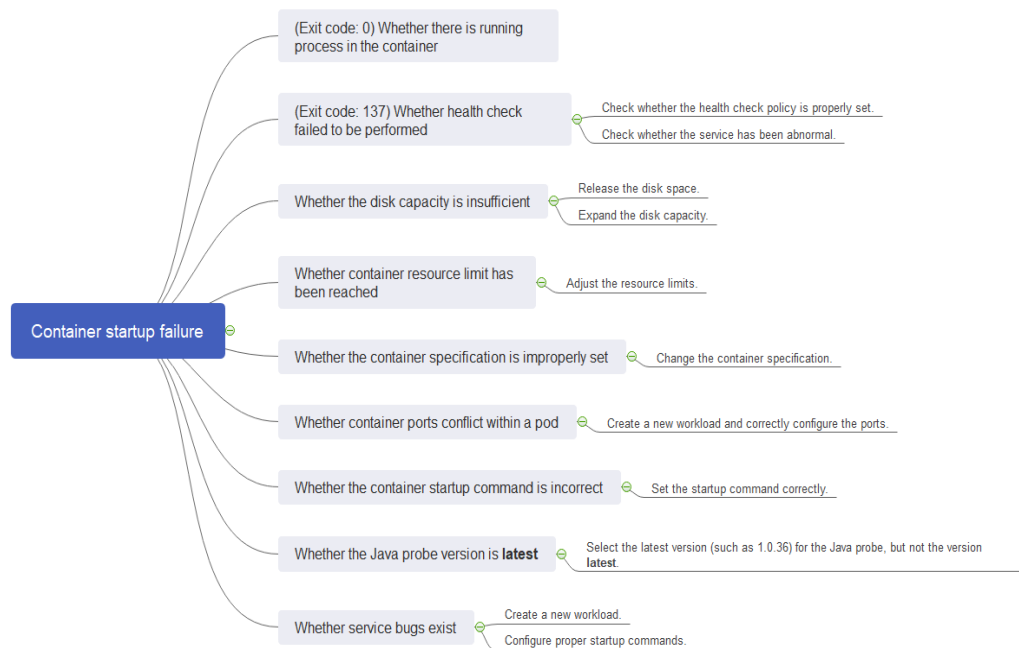 (Exit code: 0) Whether there is running
process in the container
(Exit code: 137) Whether health check
failed to be performed
Check whether the health check policy is properly set.
Check whether the service has been abnormal.
Whether the disk capacity is insufficient
Release the disk space.
Expand the disk capacity.
Whether container resource limit has
been reached
Adjust the resource limits.
Container startup failure
Whether the container specification is improperly set
Change the container specification.
Whether container ports conflict within a pod
Create a new workload and correctly configure the ports.
Whether the container startup command is incorrect
Set the startup command correctly.
Whether the Java probe version is latest
Select the latest version (such as 1.0.36) for the Java probe, but not the version
latest.
Whether service bugs exist
Create a new workload.
Configure proper startup commands.